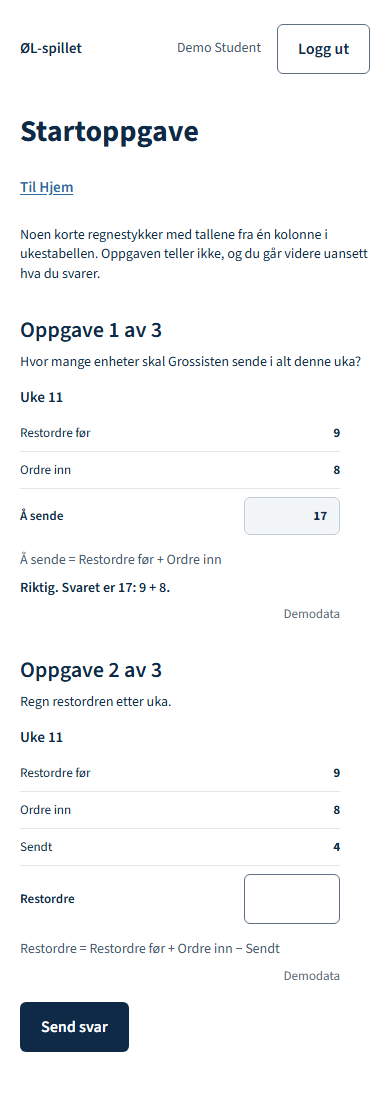 ØL-spillet
Demo Student
Logg ut
Startoppgave
Til Hjem
Noen korte regnestykker med tallene fra én kolonne i
ukestabellen. Oppgaven teller ikke, og du går videre uansett
hva du svarer.
Oppgave 1 av 3
Hvor mange enheter skal Grossisten sende i alt denne uka?
Uke 11
Restordre før 9
Ordre inn 8
Å sende 17
Å sende = Restordre før + Ordre inn
Riktig. Svaret er 17: 9 + 8.
Demodata
Oppgave 2 av 3
Regn restordren etter uka.
Uke 11
Restordre før 9
Ordre inn 8
Sendt 4
Restordre
Restordre = Restordre før + Ordre inn − Sendt
Demodata
Send svar